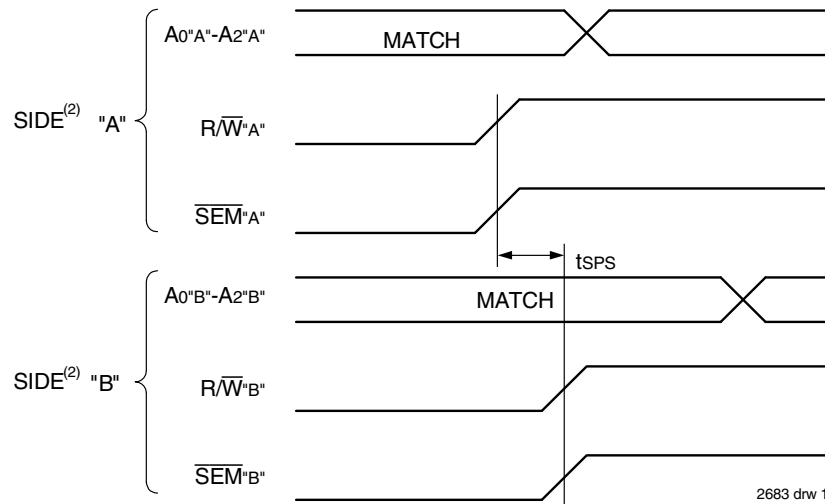 A0"A"-A2"A"
MATCH
SIDE(2) "A"
R/W"A"
SEM"A"
tSPS
A0"B"-A2"B"
MATCH
SIDE(2) "B"
R/W"B"
SEM"B"
2683 drw 1